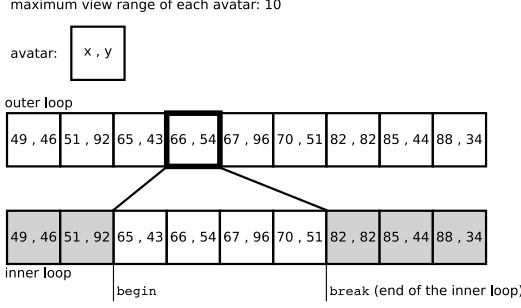 maximum view range of each avatar: 10
avatar: x , y
outer loop
49 , 46 51 , 92 65 , 43 66 , 54 67 , 96 70 , 51 82 , 82 85 , 44 88 , 34
49 , 46 51 , 92 65 , 43 66 , 54 67 , 96 70 , 51 82 , 82 85 , 44 88 , 34
inner loop
begin break (end of the inner loop)